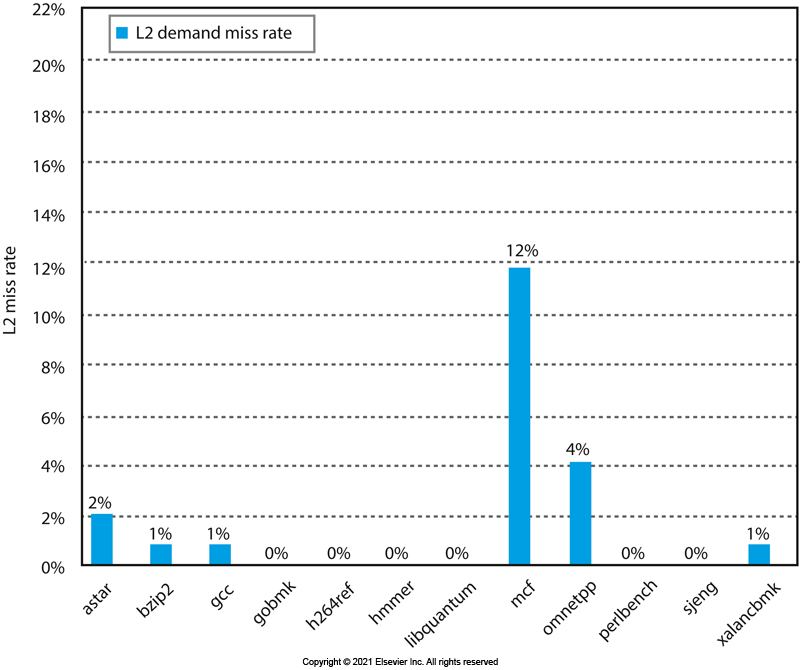 22%
L2 demand miss rate
20%
18%
16%
14%
12%
10%
8%
6%
4%
2%
0%
L2 miss rate
2%
1%
1%
0%
0%
0%
0%
12%
4%
0%
0%
1%
astar
bzip2
gcc
gobmk
h264ref
hmmer
libquantum
mcf
omnetpp
perlbench
sjeng
xalancbmk
Copyright © 2021 Elsevier Inc. All rights reserved